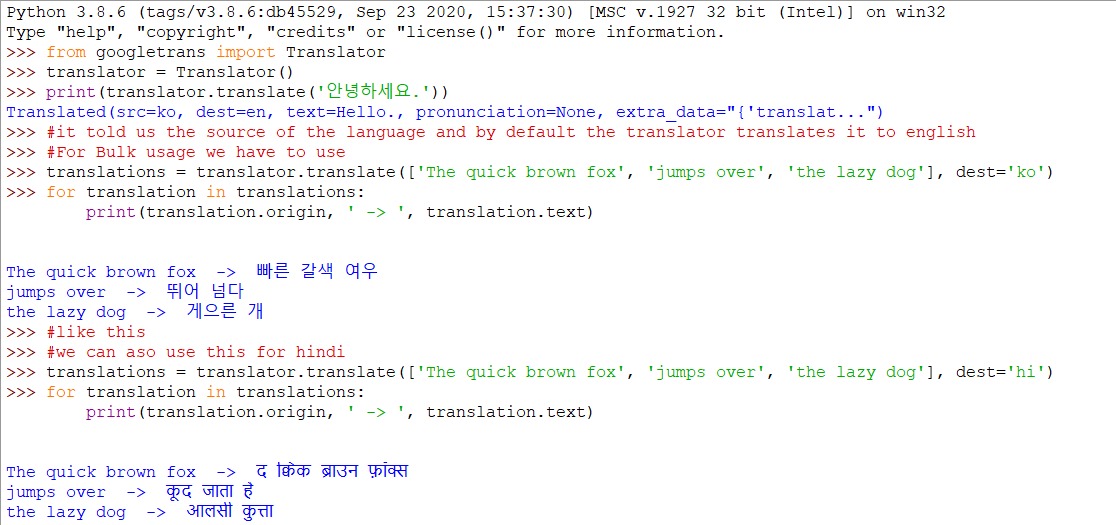 Python 3.8.6 (tags/v3.8.6:db45529, Sep 23 2020, 15:37:30) [MSC v.1927 32 bit (Intel)] on win32
Type "help", "copyright", "credits" or "license()" for more information.
>>> from googletrans import Translator
>>> translator = Translator()
>>> print(translator.translate('안녕하세요.'))
Translated(src=ko, dest=en, text=Hello., pronunciation=None, extra_data="{'translat...")
>>> #it told us the source of the language and by default the translator translates it to english
>>> #For Bulk usage we have to use
>>> translations = translator.translate(['The quick brown fox', 'jumps over', 'the lazy dog'], dest='ko')
>>> for translation in translations:
        print(translation.origin, ' -> ', translation.text)
The quick brown fox  ->  빠른 갈색 여우
jumps over  ->  뛰어 넘다
the lazy dog  ->  게으른 개
>>> #like this
>>> #we can aso use this for hindi
>>> translations = translator.translate(['The quick brown fox', 'jumps over', 'the lazy dog'], dest='hi')
>>> for translation in translations:
        print(translation.origin, ' -> ', translation.text)
The quick brown fox  ->  द क्विक ब्राउन फ़ॉक्स
jumps over  ->  कूद जाता है
the lazy dog  ->  आलसी कुत्ता